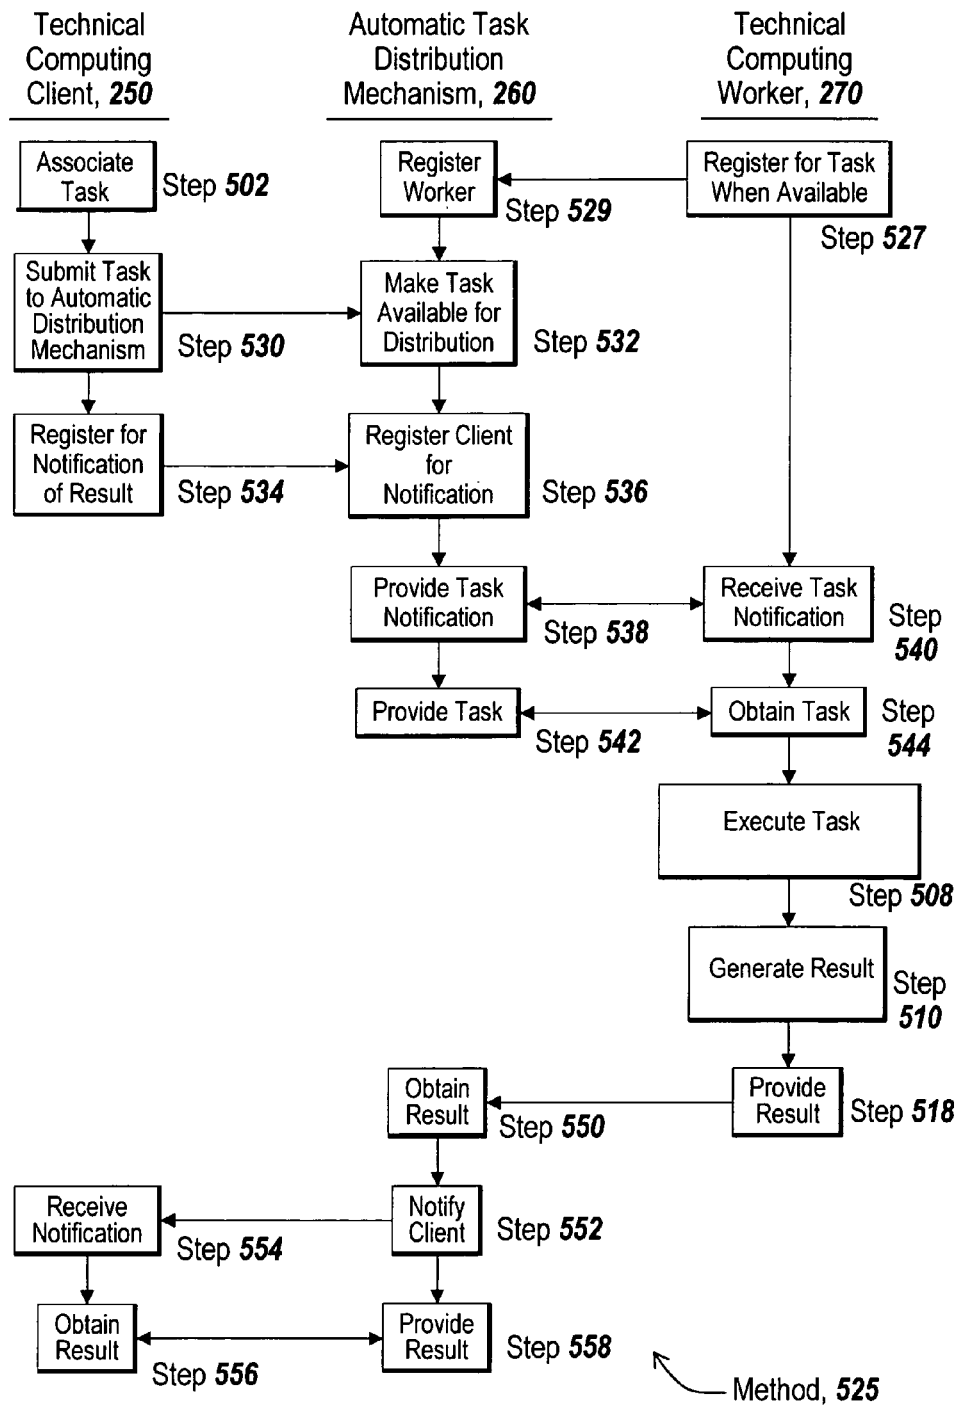 Technical
Computing
Client, 250
Automatic Task
Distribution
Mechanism, 260
Technical
Computing
Worker, 270
Associate
Task
Step 502
Register
Worker
Step 529
Register for Task
When Available
Step 527
Submit Task
to Automatic
Distribution
Mechanism
Step 530
Make Task
Available for
Distribution
Step 532
Register for
Notification
of Result
Step 534
Register Client
for
Notification
Step 536
Provide Task
Notification
Step 538
Receive Task
Notification
Step
540
Provide Task
Step 542
Obtain Task
Step
544
Execute Task
Step 508
Generate Result
Step
510
Obtain
Result
Step 550
Provide
Result
Step 518
Receive
Notification
Step 554
Notify
Client
Step 552
Obtain
Result
Step 556
Provide
Result
Step 558
Method, 525